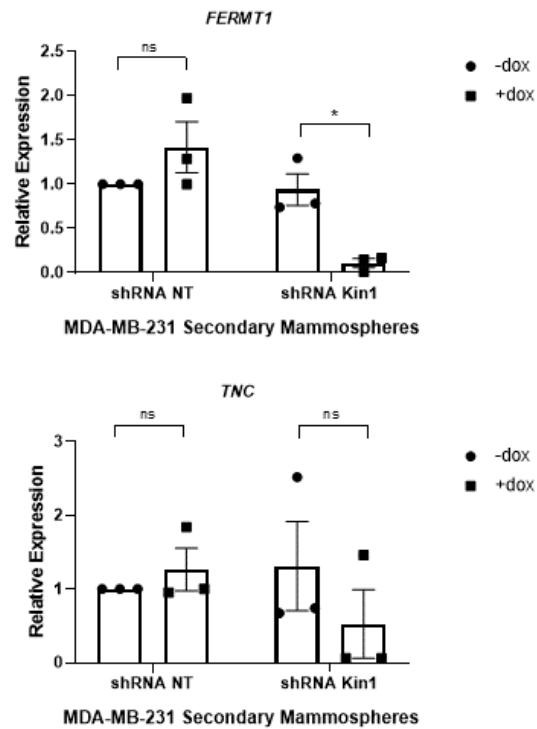 FERMT1
ns
*
2.5
2.0
1.5
1.0
0.5
0.0
Relative Expression
-dox
+dox
shRNA NT
shRNA Kin1
MDA-MB-231 Secondary Mammospheres
TNC
ns
ns
3
2
1
0
Relative Expression
-dox
+dox
shRNA NT
shRNA Kin1
MDA-MB-231 Secondary Mammospheres